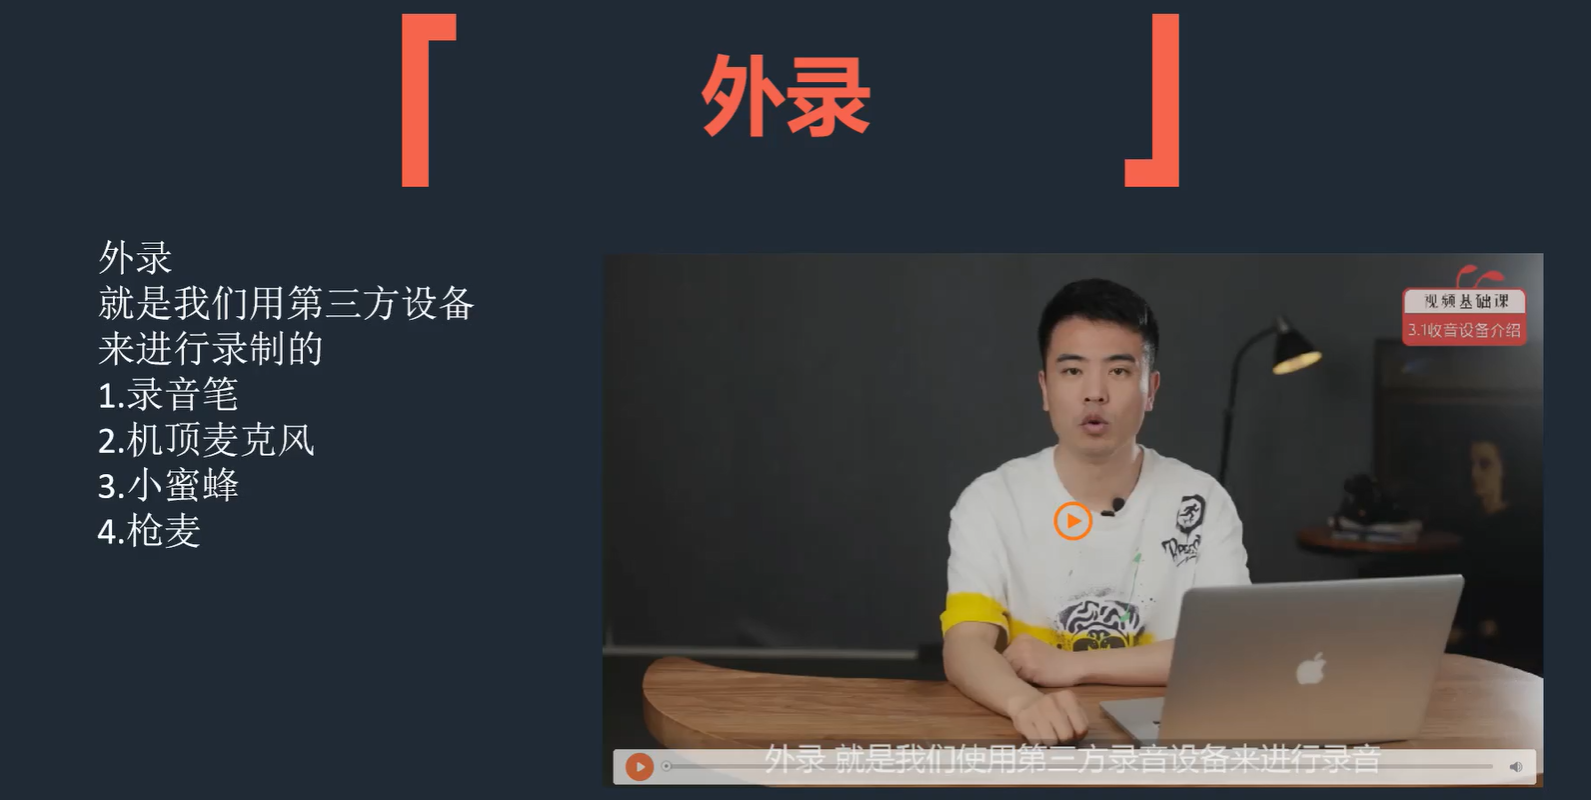 外录
外录
就是我们用第三方设备
来进行录制的
1.录音笔
2.机顶麦克风
3.小蜜蜂
4.枪麦
视频基础课
3.1收音设备介绍
外录 就是我们使用第三方录音设备来进行录音